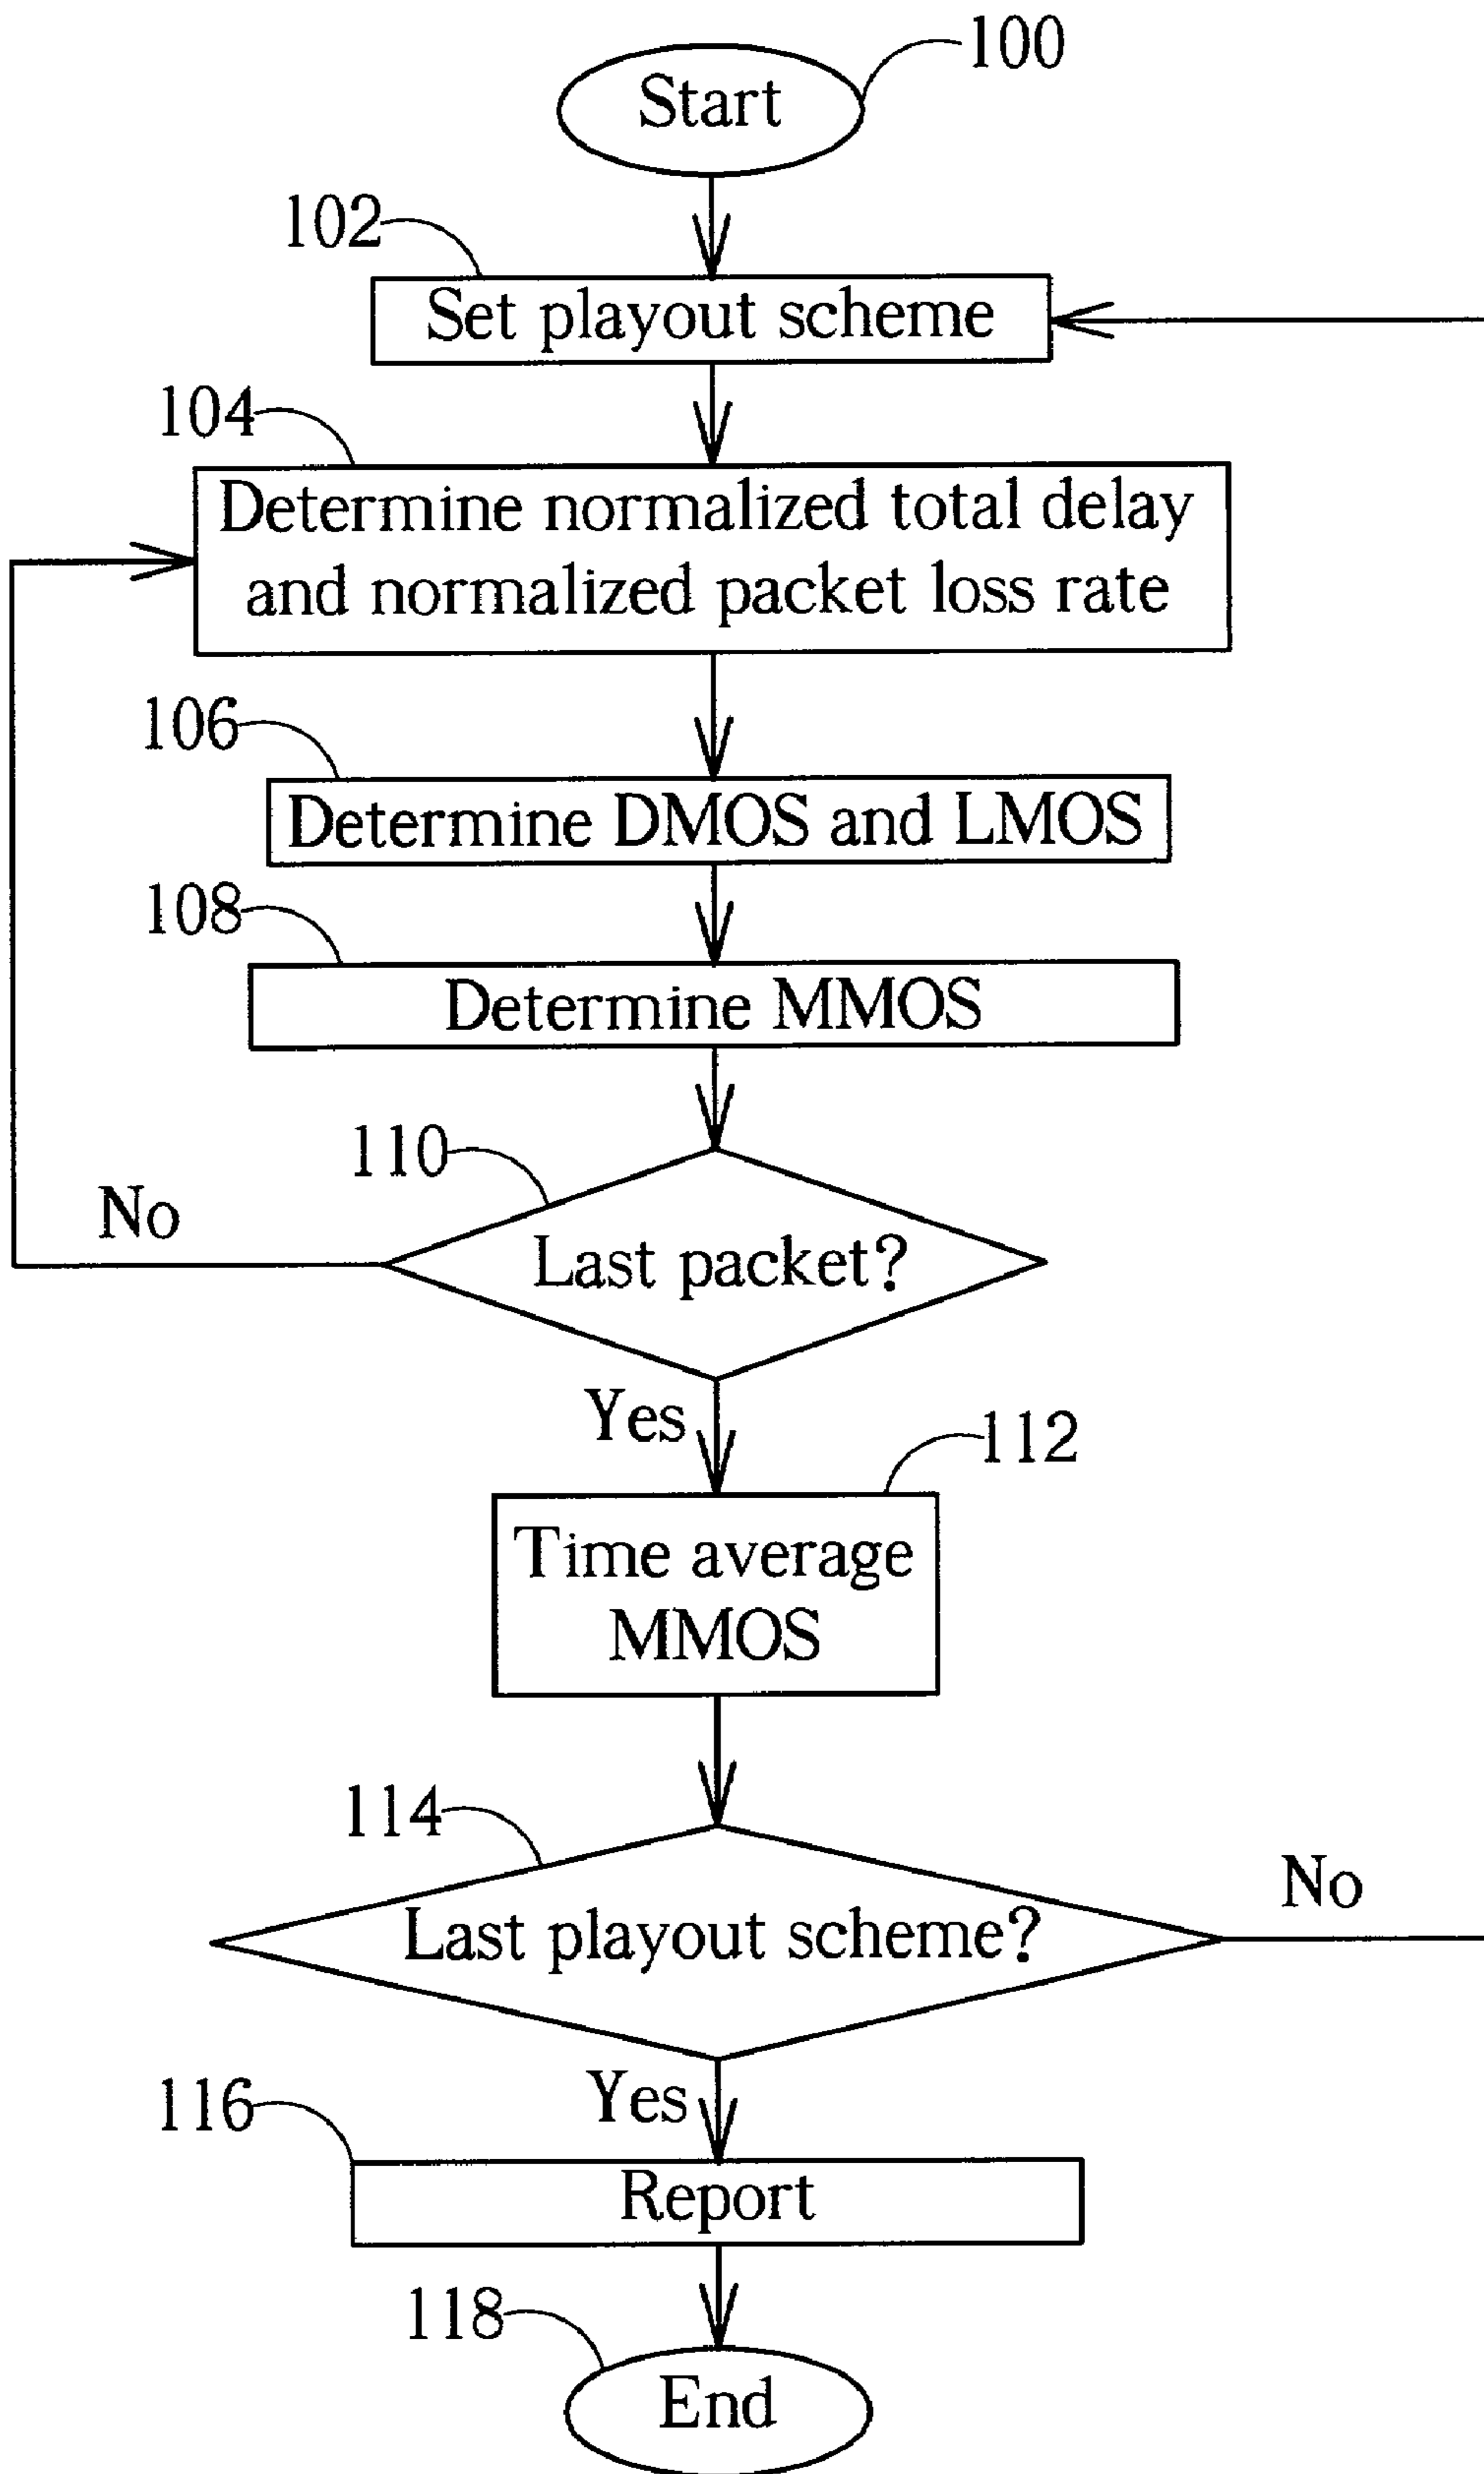 100
Start
102
Set playout scheme
104
Determine normalized total delay
and normalized packet loss rate
106
Determine DMOS and LMOS
108
Determine MMOS
110
No
Last packet?
Yes
112
Time average
MMOS
114
No
Last playout scheme?
Yes
116
Report
118
End